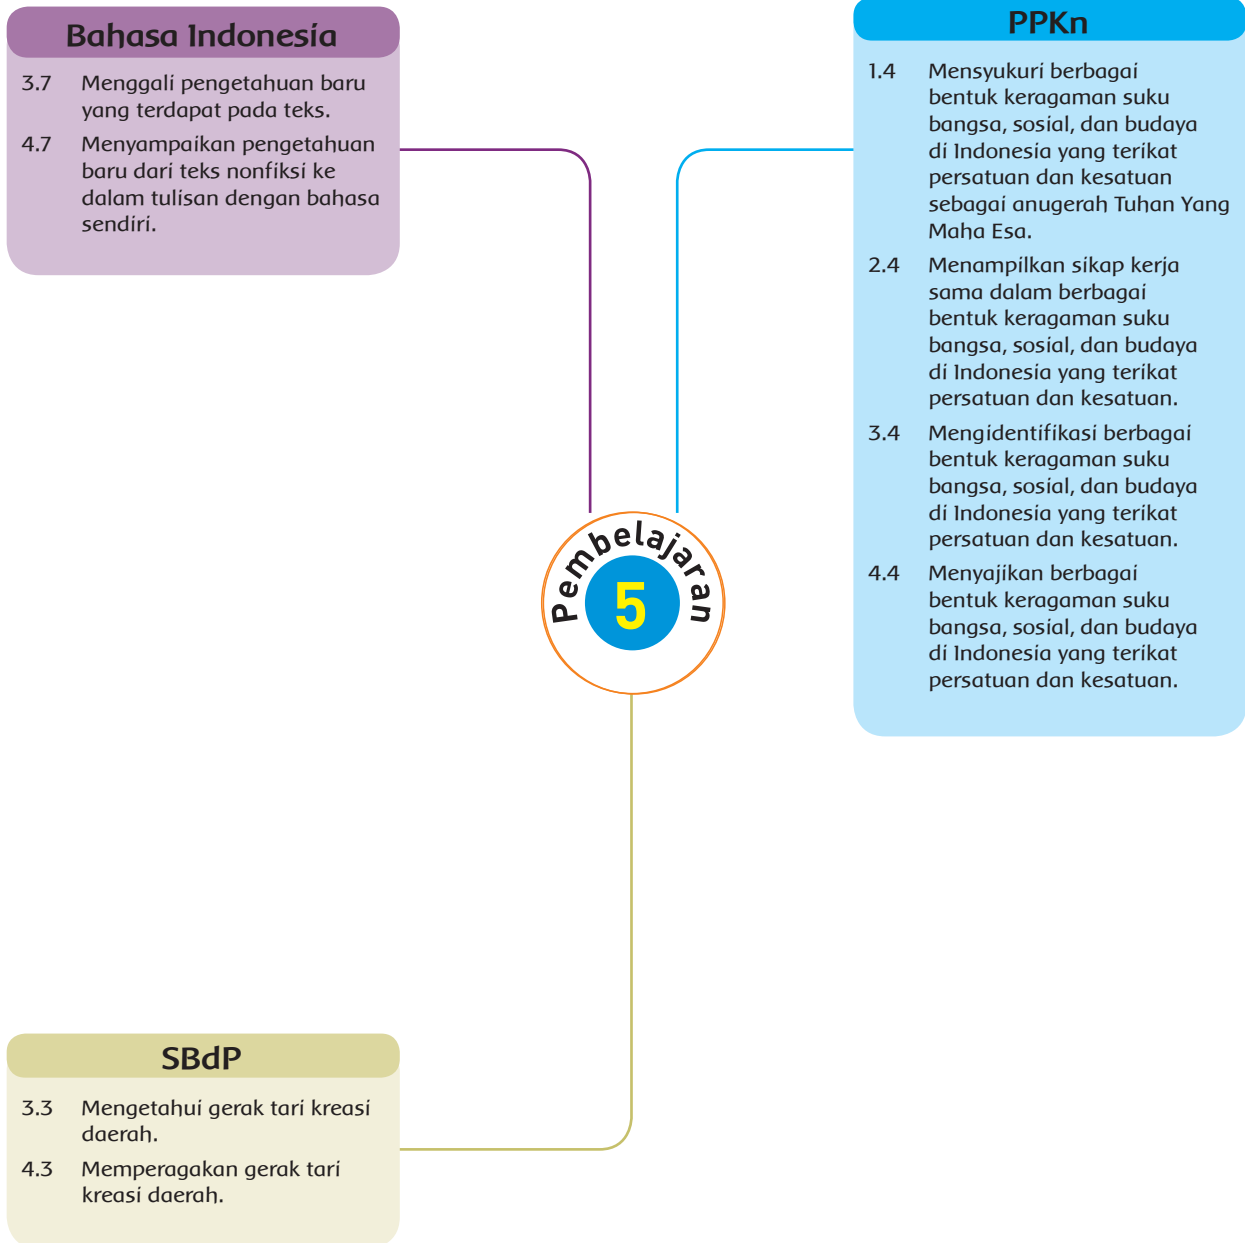 Bahasa Indonesia
3.7 Menggali pengetahuan baru
yang terdapat pada teks.
4.7 Menyampaikan pengetahuan
baru dari teks nonfiksi ke
dalam tulisan dengan bahasa
sendiri.
PPKn
1.4 Mensyukuri berbagai
bentuk keragaman suku
bangsa, sosial, dan budaya
di Indonesia yang terikat
persatuan dan kesatuan
sebagai anugerah Tuhan Yang
Maha Esa.
2.4 Menampilkan sikap kerja
sama dalam berbagai
bentuk keragaman suku
bangsa, sosial, dan budaya
di Indonesia yang terikat
persatuan dan kesatuan.
3.4 Mengidentifikasi berbagai
bentuk keragaman suku
bangsa, sosial, dan budaya
di Indonesia yang terikat
persatuan dan kesatuan.
4.4 Menyajikan berbagai
bentuk keragaman suku
bangsa, sosial, dan budaya
di Indonesia yang terikat
persatuan dan kesatuan.
Pembelajaran
5
SBdP
3.3 Mengetahui gerak tari kreasi
daerah.
4.3 Memperagakan gerak tari
kreasi daerah.